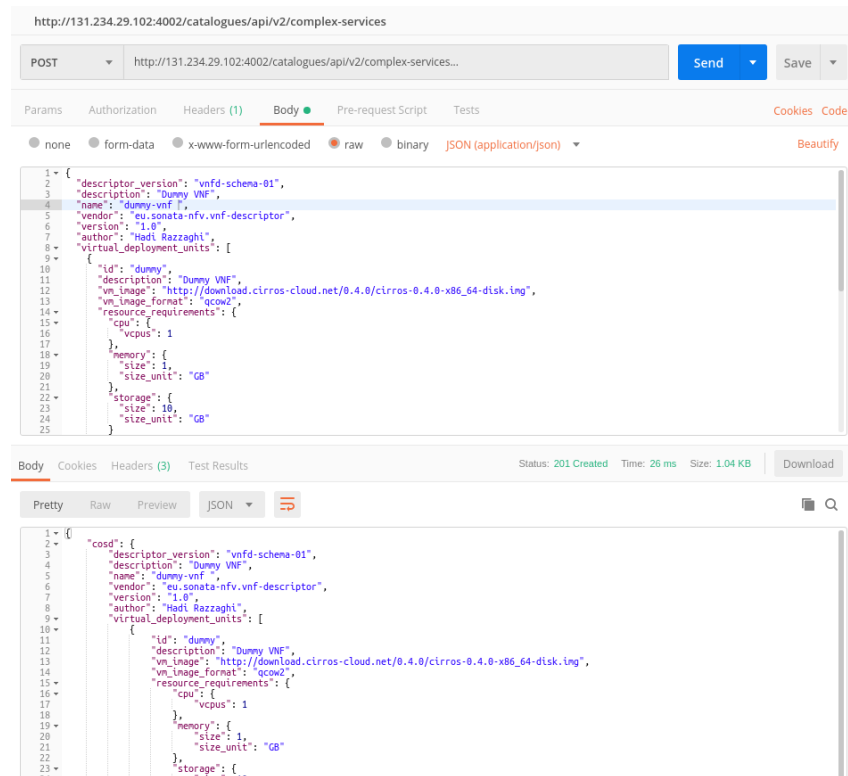 http://131.234.29.102:4002/catalogues/api/v2/complex-services
POST http://131.234.29.102:4002/catalogues/api/v2/complex-services... Send Save
Params Authorization Headers (1) Body Pre-request Script Tests Cookies Code
none form-data x-www-form-urlencoded raw binary JSON (application/json) Beautify
1 {
2 "descriptor_version": "vnfd-schema-01",
3 "description": "Dummy VNF",
4 "name": "dummy-vnf ",
5 "vendor": "eu.sonata-nfv.vnf-descriptor",
6 "version": "1.0",
7 "author": "Hadi Razzaghi",
8 "virtual_deployment_units": [
9 {
10 "id": "dummy",
11 "description": "Dummy VNF",
12 "vm_image": "http://download.cirros-cloud.net/0.4.0/cirros-0.4.0-x86_64-disk.img",
13 "vm_image_format": "qcow2",
14 "resource_requirements": {
15 "cpu": {
16 "vcpus": 1
17 },
18 "memory": {
19 "size": 1,
20 "size_unit": "GB"
21 },
22 "storage": {
23 "size": 10,
24 "size_unit": "GB"
25 }
Body Cookies Headers (3) Test Results Status: 201 Created Time: 26 ms Size: 1.04 KB Download
Pretty Raw Preview JSON
1 {
2 "cosd": {
3 "descriptor_version": "vnfd-schema-01",
4 "description": "Dummy VNF",
5 "name": "dummy-vnf ",
6 "vendor": "eu.sonata-nfv.vnf-descriptor",
7 "version": "1.0",
8 "author": "Hadi Razzaghi",
9 "virtual_deployment_units": [
10 {
11 "id": "dummy",
12 "description": "Dummy VNF",
13 "vm_image": "http://download.cirros-cloud.net/0.4.0/cirros-0.4.0-x86_64-disk.img",
14 "vm_image_format": "qcow2",
15 "resource_requirements": {
16 "cpu": {
17 "vcpus": 1
18 },
19 "memory": {
20 "size": 1,
21 "size_unit": "GB"
22 },
23 "storage": {